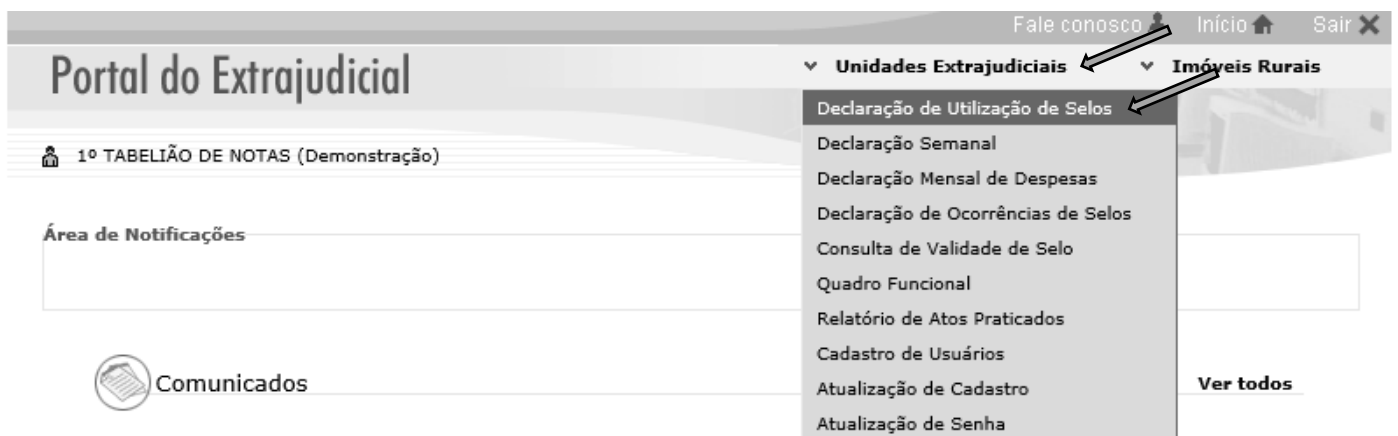 Fale conosco Início Sair
Portal do Extrajudicial
Unidades Extrajudiciais Imóveis Rurais
Declaração de Utilização de Selos
Declaração Semanal
1º TABELIÃO DE NOTAS (Demonstração)
Declaração Mensal de Despesas
Declaração de Ocorrências de Selos
Área de Notificações
Consulta de Validade de Selo
Quadro Funcional
Relatório de Atos Praticados
Cadastro de Usuários
Comunicados
Atualização de Cadastro
Ver todos
Atualização de Senha